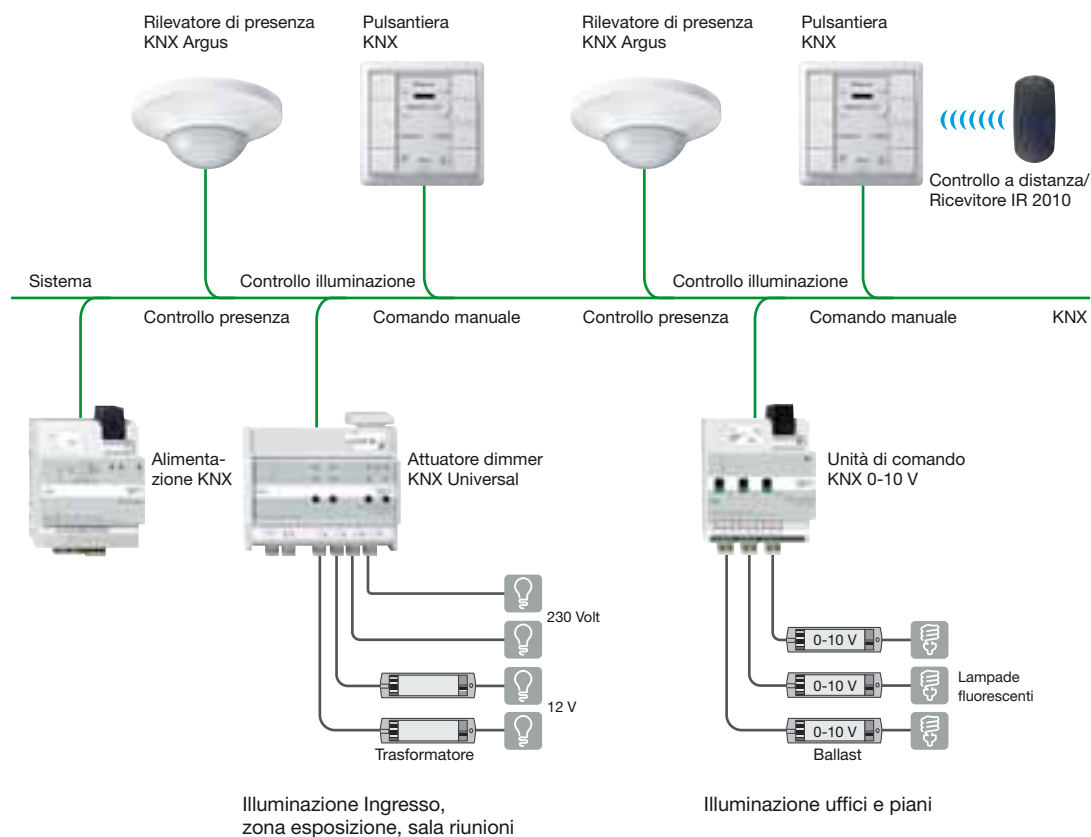 Rilevatore di presenza
KNX Argus
Pulsantiera
KNX
Rilevatore di presenza
KNX Argus
Pulsantiera
KNX
Controllo a distanza/
Ricevitore IR 2010
Sistema
Controllo illuminazione
Controllo illuminazione
Controllo presenza
Comando manuale
Controllo presenza
Comando manuale
KNX
Alimenta-
zione KNX
Attuatore dimmer
KNX Universal
Unità di comando
KNX 0-10 V
230 Volt
12 V
Trasformatore
0-10 V
0-10 V
0-10 V
Lampade
fluorescenti
Ballast
Illuminazione Ingresso,
zona esposizione, sala riunioni
Illuminazione uffici e piani